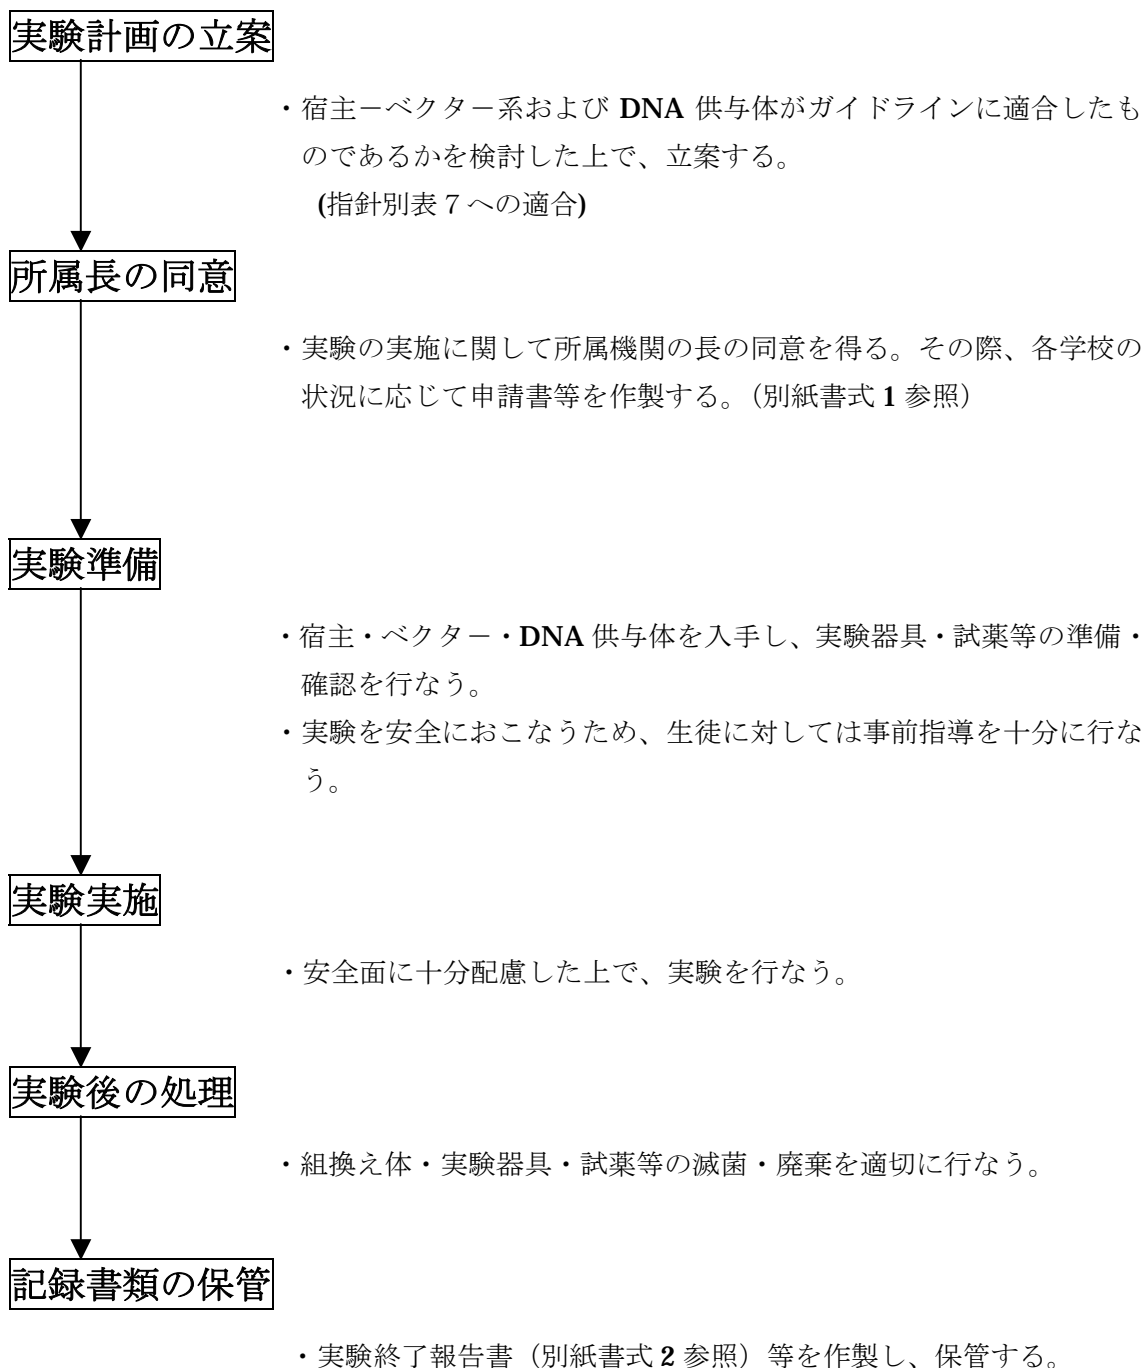 実験計画の立案
・宿主－ベクタ－系および DNA 供与体がガイドラインに適合したも
のであるかを検討した上で、立案する。
(指針別表７への適合)
所属長の同意
・実験の実施に関して所属機関の長の同意を得る。その際、各学校の
状況に応じて申請書等を作製する。（別紙書式 1 参照）
実験準備
・宿主・ベクタ－・DNA 供与体を入手し、実験器具・試薬等の準備・
確認を行なう。
・実験を安全におこなうため、生徒に対しては事前指導を十分に行な
う。
実験実施
・安全面に十分配慮した上で、実験を行なう。
実験後の処理
・組換え体・実験器具・試薬等の滅菌・廃棄を適切に行なう。
記録書類の保管
・実験終了報告書（別紙書式 2 参照）等を作製し、保管する。